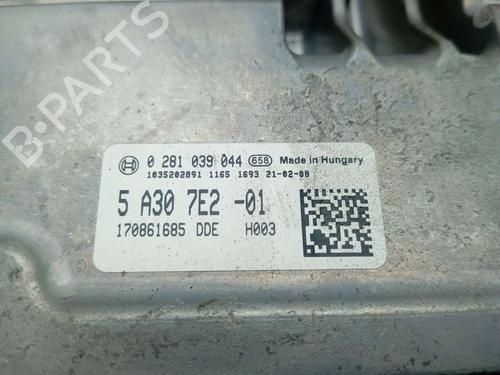 B-PARTS
BOSCH 0 281 039 044 658 Made in Hungary
1035202891 1165 1693 21-02-08
5 A30 7E2 -01
170861685 DDE H003